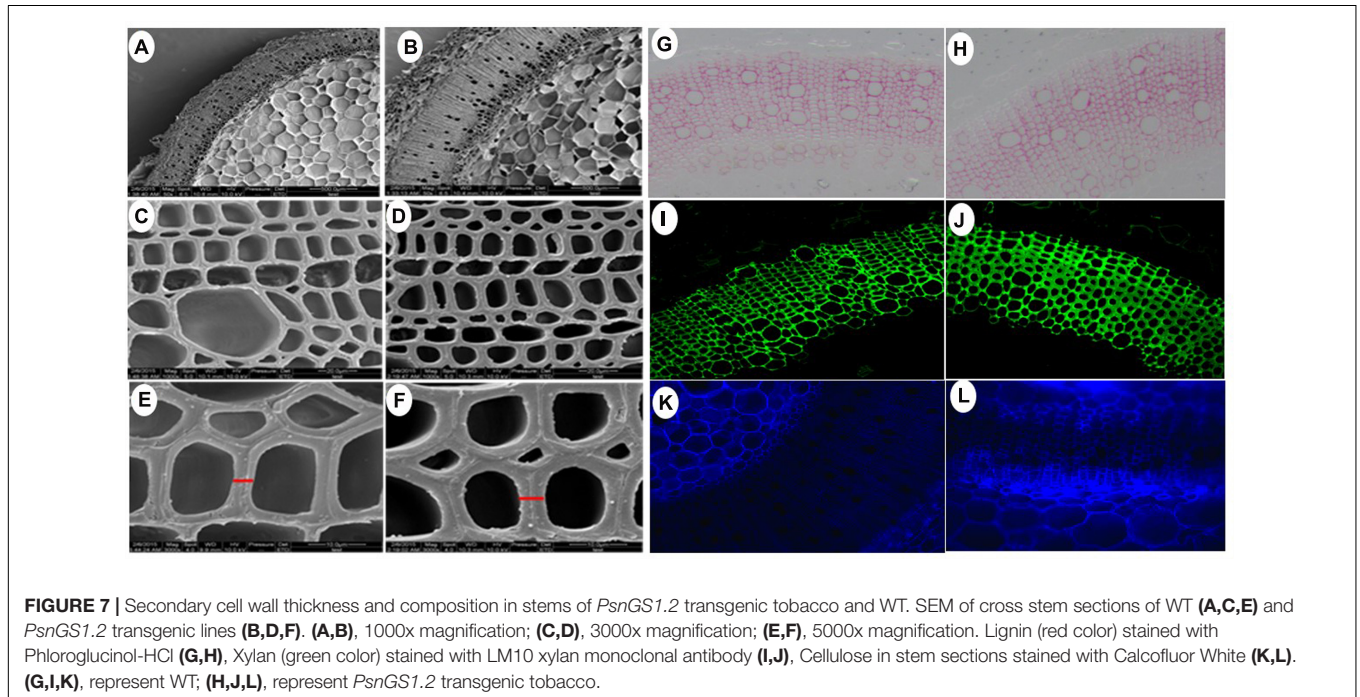 A
B
G
H
C
D
I
J
E
F
K
L
FIGURE 7 | Secondary cell wall thickness and composition in stems of PsnGS1.2 transgenic tobacco and WT. SEM of cross stem sections of WT (A,C,E) and
PsnGS1.2 transgenic lines (B,D,F). (A,B), 1000x magnification; (C,D), 3000x magnification; (E,F), 5000x magnification. Lignin (red color) stained with
Phloroglucinol-HCl (G,H), Xylan (green color) stained with LM10 xylan monoclonal antibody (I,J), Cellulose in stem sections stained with Calcofluor White (K,L).
(G,I,K), represent WT; (H,J,L), represent PsnGS1.2 transgenic tobacco.